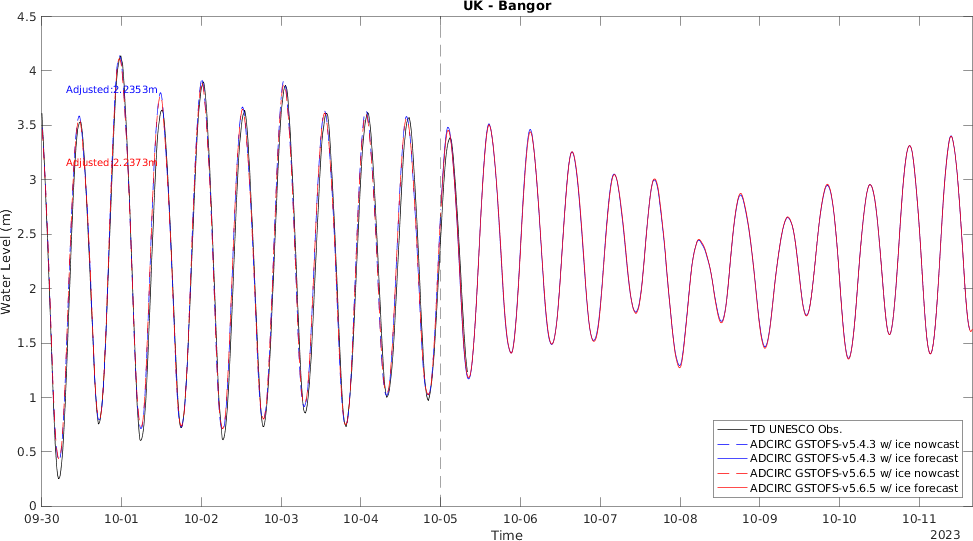 UK - Bangor
4.5
4
3.5
3
2.5
2
1.5
1
0.5
0
Water Level (m)
Adjusted:2.2353m
Adjusted:2.2373m
TD UNESCO Obs.
ADCIRC GSTOFS-v5.4.3 w/ ice nowcast
ADCIRC GSTOFS-v5.4.3 w/ ice forecast
ADCIRC GSTOFS-v5.6.5 w/ ice nowcast
ADCIRC GSTOFS-v5.6.5 w/ ice forecast
09-30 10-01 10-02 10-03 10-04 10-05 10-06 10-07 10-08 10-09 10-10 10-11
Time
2023